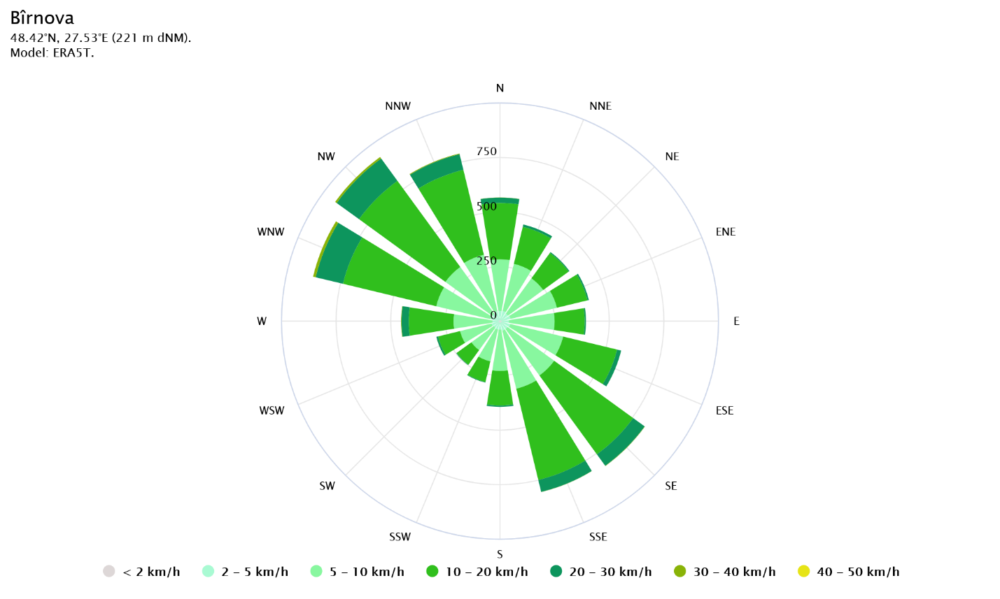 Bîrnova
48.42°N, 27.53°E (221 m dNM).
Model: ERA5T.
N
NNW
NNE
NW
NE
750
500
WNW
ENE
250
0
W
E
WSW
ESE
SW
SE
SSW
SSE
S
< 2 km/h
2 – 5 km/h
5 – 10 km/h
10 – 20 km/h
20 – 30 km/h
30 – 40 km/h
40 – 50 km/h